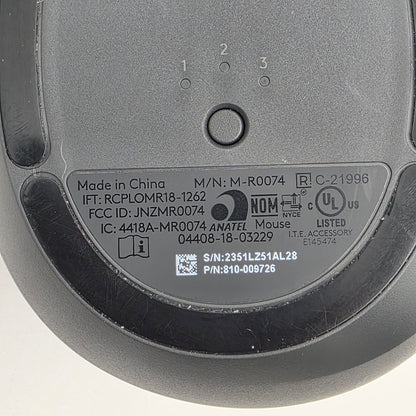 2
1 3
Made in China M/N: M-R0074 R C-21996
IFT: RCPLOMR18-1262
FCC ID: JNZMR0074 ANATEL NOM NYCE c UL US LISTED
IC: 4418A-MR0074 Mouse I.T.E. ACCESSORY
04408-18-03229 E145474
S/N:2351LZ51AL28
P/N:810-009726